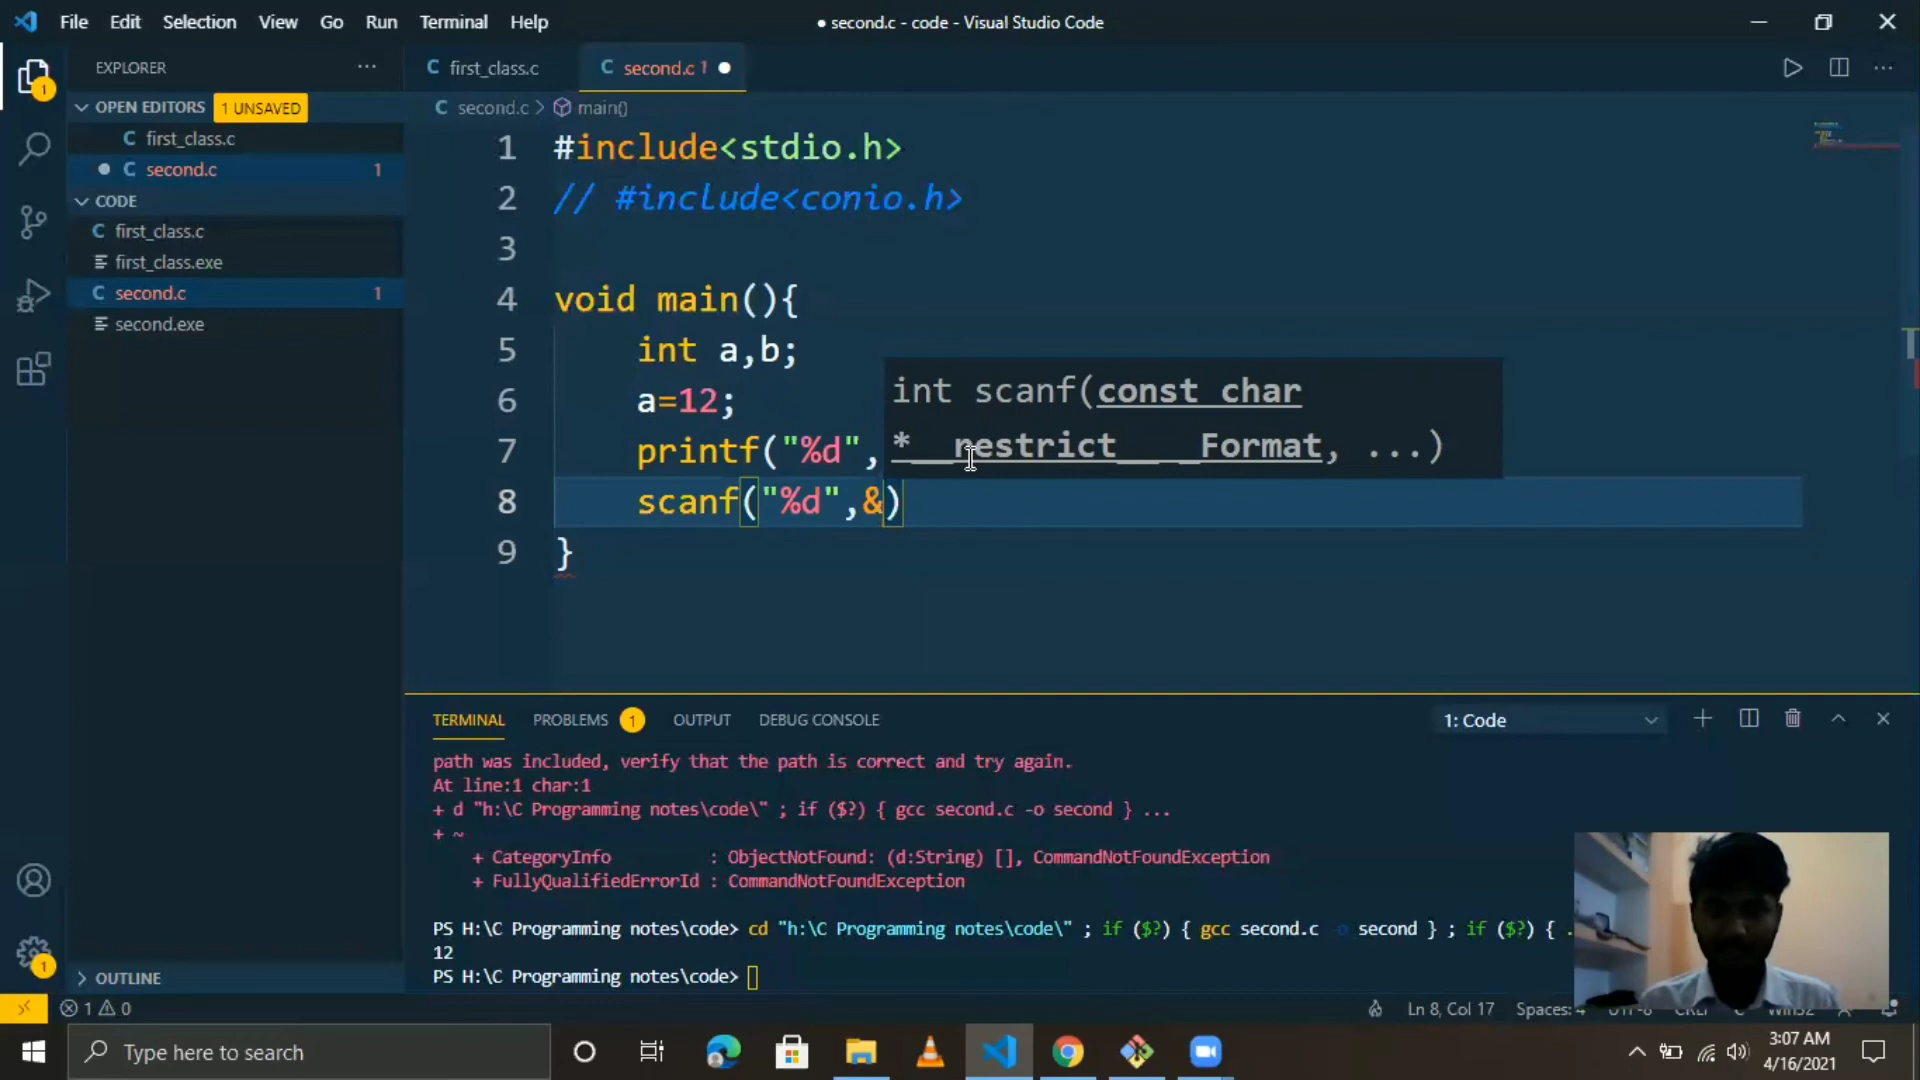 File Edit Selection View Go Run Terminal Help
● second.c - code - Visual Studio Code
EXPLORER
OPEN EDITORS 1 UNSAVED
C first_class.c
C second.c 1
CODE
C first_class.c
first_class.exe
C second.c 1
second.exe
OUTLINE
C first_class.c
C second.c 1
C second.c > main()
1 #include<stdio.h>
2 // #include<conio.h>
3
4 void main(){
5 int a,b;
6 a=12;
7 printf("%d",
8 scanf("%d",&)
9 }
int scanf(const char
*__restrict__ _Format, ...)
TERMINAL PROBLEMS 1 OUTPUT DEBUG CONSOLE
1: Code
path was included, verify that the path is correct and try again.
At line:1 char:1
+ d "h:\C Programming notes\code\" ; if ($?) { gcc second.c -o second } ...
+ ~
+ CategoryInfo : ObjectNotFound: (d:String) [], CommandNotFoundException
+ FullyQualifiedErrorId : CommandNotFoundException
PS H:\C Programming notes\code> cd "h:\C Programming notes\code\" ; if ($?) { gcc second.c -o second } ; if ($?) { .
12
PS H:\C Programming notes\code>
1 0
Ln 8, Col 17 Spaces: 4
1
1
Type here to search
3:07 AM
4/16/2021